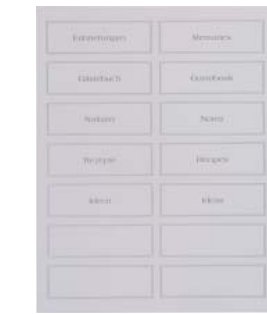 Erinnerungen
Memories
Gästebuch
Guestbook
Notizen
Notes
Rezepte
Recipes
Ideen
Ideas